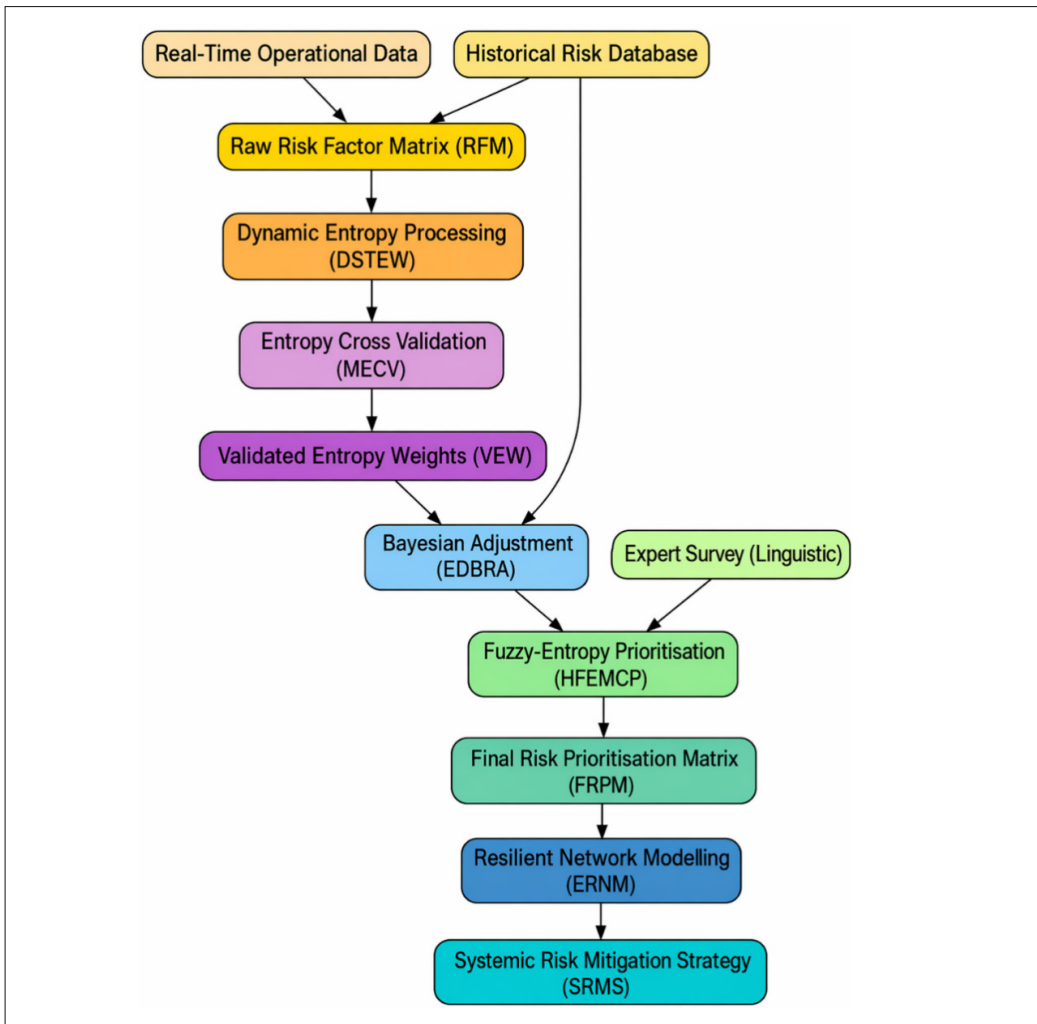 Real-Time Operational Data
Historical Risk Database
Raw Risk Factor Matrix (RFM)
Dynamic Entropy Processing
(DSTEW)
Entropy Cross Validation
(MECV)
Validated Entropy Weights (VEW)
Bayesian Adjustment
(EDBRA)
Expert Survey (Linguistic)
Fuzzy-Entropy Prioritisation
(HFEMCP)
Final Risk Prioritisation Matrix
(FRPM)
Resilient Network Modelling
(ERNM)
Systemic Risk Mitigation Strategy
(SRMS)